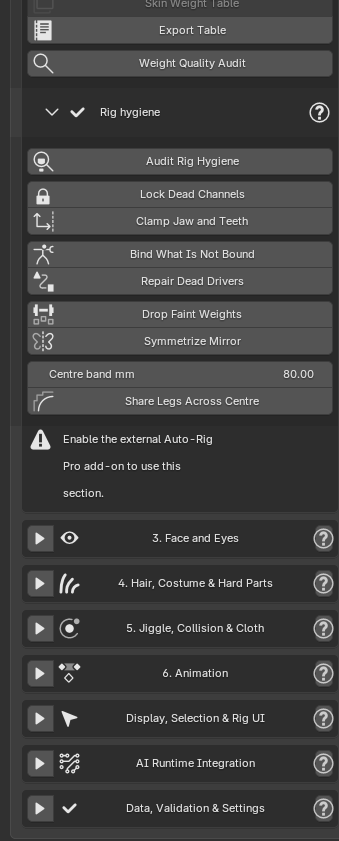 Skin Weight Table
Export Table
Weight Quality Audit
Rig hygiene
Audit Rig Hygiene
Lock Dead Channels
Clamp Jaw and Teeth
Bind What Is Not Bound
Repair Dead Drivers
Drop Faint Weights
Symmetrize Mirror
Centre band mm 80.00
Share Legs Across Centre
Enable the external Auto-Rig
Pro add-on to use this
section.
3. Face and Eyes
4. Hair, Costume & Hard Parts
5. Jiggle, Collision & Cloth
6. Animation
Display, Selection & Rig UI
AI Runtime Integration
Data, Validation & Settings